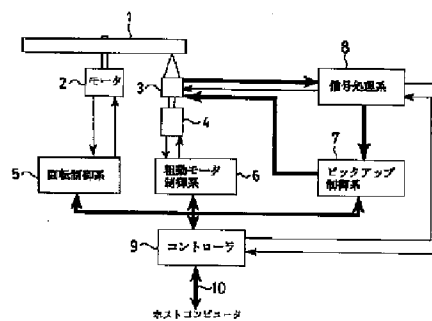 1
2 モータ
3
4
8
信号処理系
5 回転制御系
粗動モータ
制御系 6
7
ピックアップ
制御系
9 コントローラ
10
ホストコンピュータ